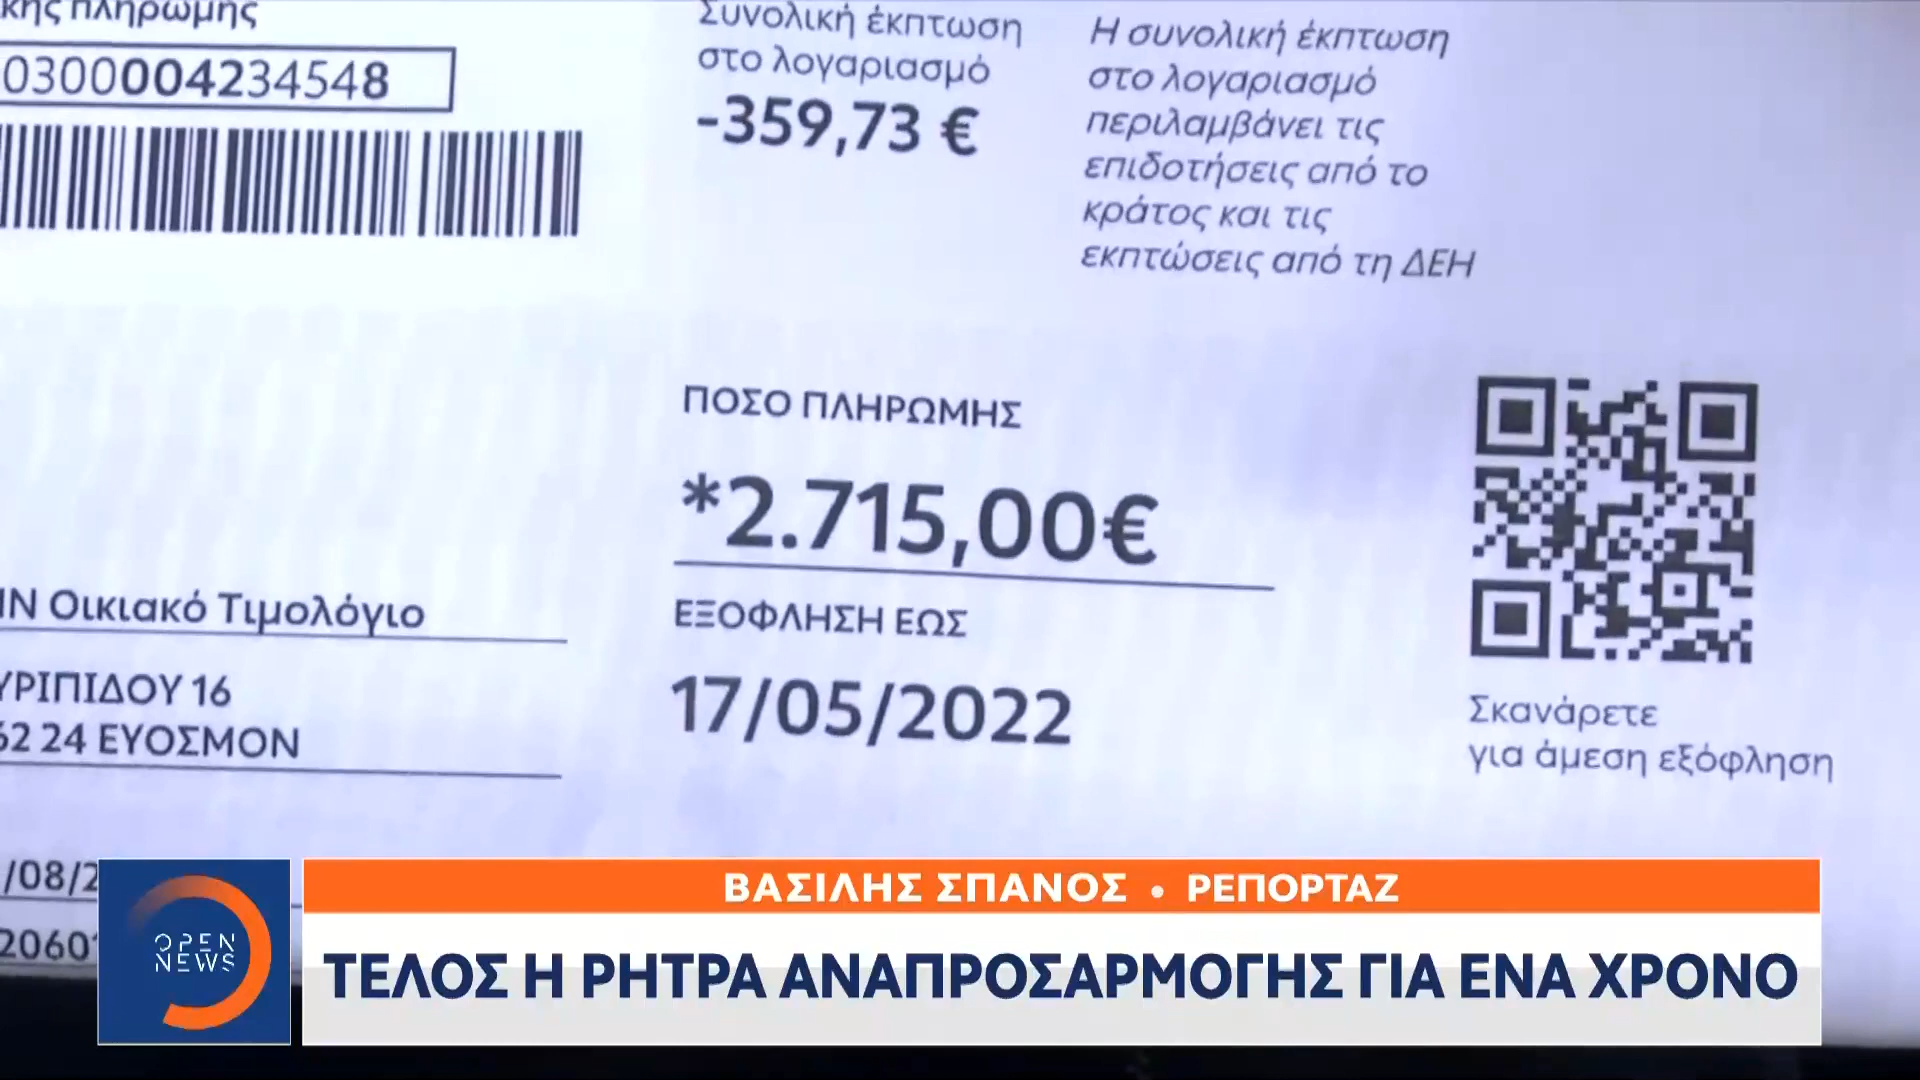 κής πληρωμής
0300004234548
Συνολική έκπτωση
στο λογαριασμό
-359,73 €
Η συνολική έκπτωση
στο λογαριασμό
περιλαμβάνει τις
επιδοτήσεις από το
κράτος και τις
εκπτώσεις από τη ΔΕΗ
ΠΟΣΟ ΠΛΗΡΩΜΗΣ
*2.715,00€
ΕΞΟΦΛΗΣΗ ΕΩΣ
17/05/2022
ΙΝ Οικιακό Τιμολόγιο
ΥΡΙΠΙΔΟΥ 16
62 24 ΕΥΟΣΜΟΝ
Σκανάρετε
για άμεση εξόφληση
/08/2
2060
OPEN
NEWS
ΒΑΣΙΛΗΣ ΣΠΑΝΟΣ • ΡΕΠΟΡΤΑΖ
ΤΕΛΟΣ Η ΡΗΤΡΑ ΑΝΑΠΡΟΣΑΡΜΟΓΗΣ ΓΙΑ ΕΝΑ ΧΡΟΝΟ